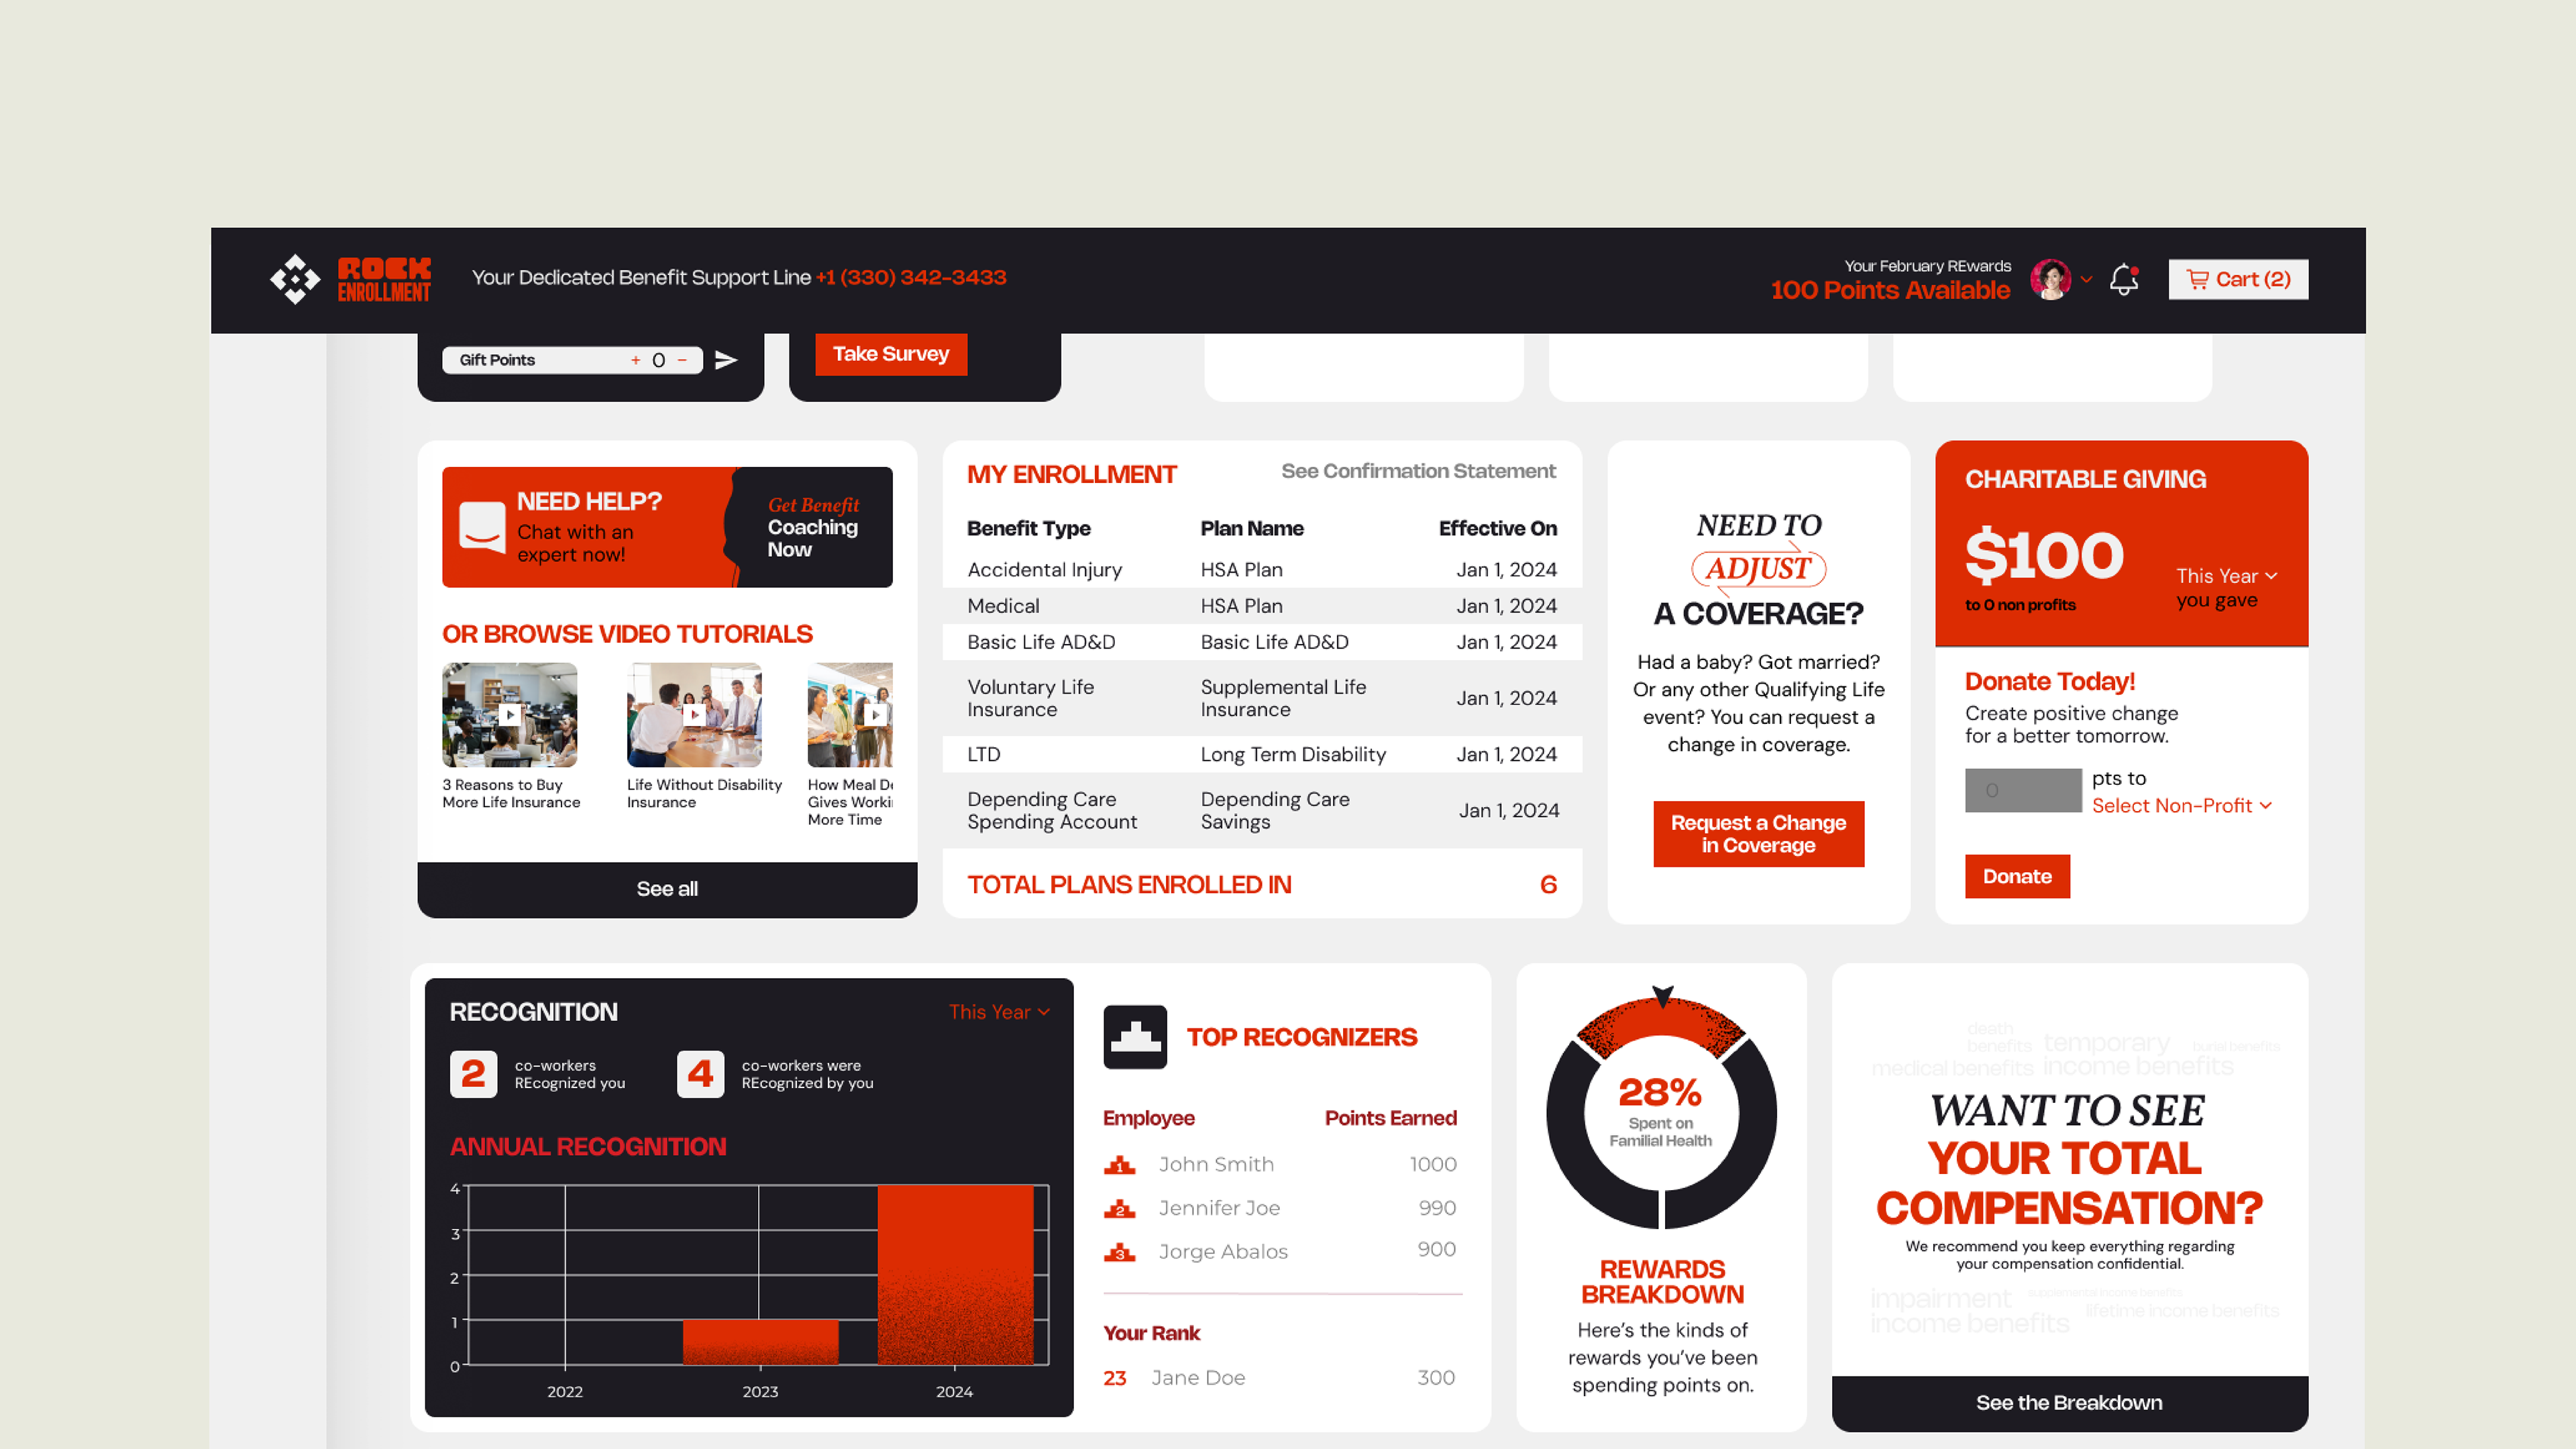 ROCK
ENROLLMENT
Your Dedicated Benefit Support Line +1 (330) 342-3433
Your February REwards
100 Points Available
Cart (2)
Gift Points
+ 0 −
Take Survey
NEED HELP?
Chat with an
expert now!
Get Benefit
Coaching
Now
OR BROWSE VIDEO TUTORIALS
3 Reasons to Buy
More Life Insurance
Life Without Disability
Insurance
How Meal De
Gives Worki
More Time
See all
MY ENROLLMENT
See Confirmation Statement
Benefit Type Plan Name Effective On
Accidental Injury HSA Plan Jan 1, 2024
Medical HSA Plan Jan 1, 2024
Basic Life AD&D Basic Life AD&D Jan 1, 2024
Voluntary Life
Insurance
Supplemental Life
Insurance
Jan 1, 2024
LTD Long Term Disability Jan 1, 2024
Depending Care
Spending Account
Depending Care
Savings
Jan 1, 2024
TOTAL PLANS ENROLLED IN 6
NEED TO
ADJUST
A COVERAGE?
Had a baby? Got married?
Or any other Qualifying Life
event? You can request a
change in coverage.
Request a Change
in Coverage
CHARITABLE GIVING
$100
to 0 non profits
This Year
you gave
Donate Today!
Create positive change
for a better tomorrow.
0
pts to
Select Non-Profit
Donate
RECOGNITION
This Year
2
co-workers
REcognized you
4
co-workers were
REcognized by you
ANNUAL RECOGNITION
4
3
2
1
0
2022 2023 2024
TOP RECOGNIZERS
Employee Points Earned
1 John Smith 1000
2 Jennifer Joe 990
3 Jorge Abalos 900
Your Rank
23 Jane Doe 300
28%
Spent on
Familial Health
REWARDS
BREAKDOWN
Here's the kinds of
rewards you've been
spending points on.
death
benefits
temporary
income benefits
burial benefits
medical benefits
WANT TO SEE
YOUR TOTAL
COMPENSATION?
We recommend you keep everything regarding
your compensation confidential.
impairment
income benefits
supplemental income benefits
lifetime income benefits
See the Breakdown